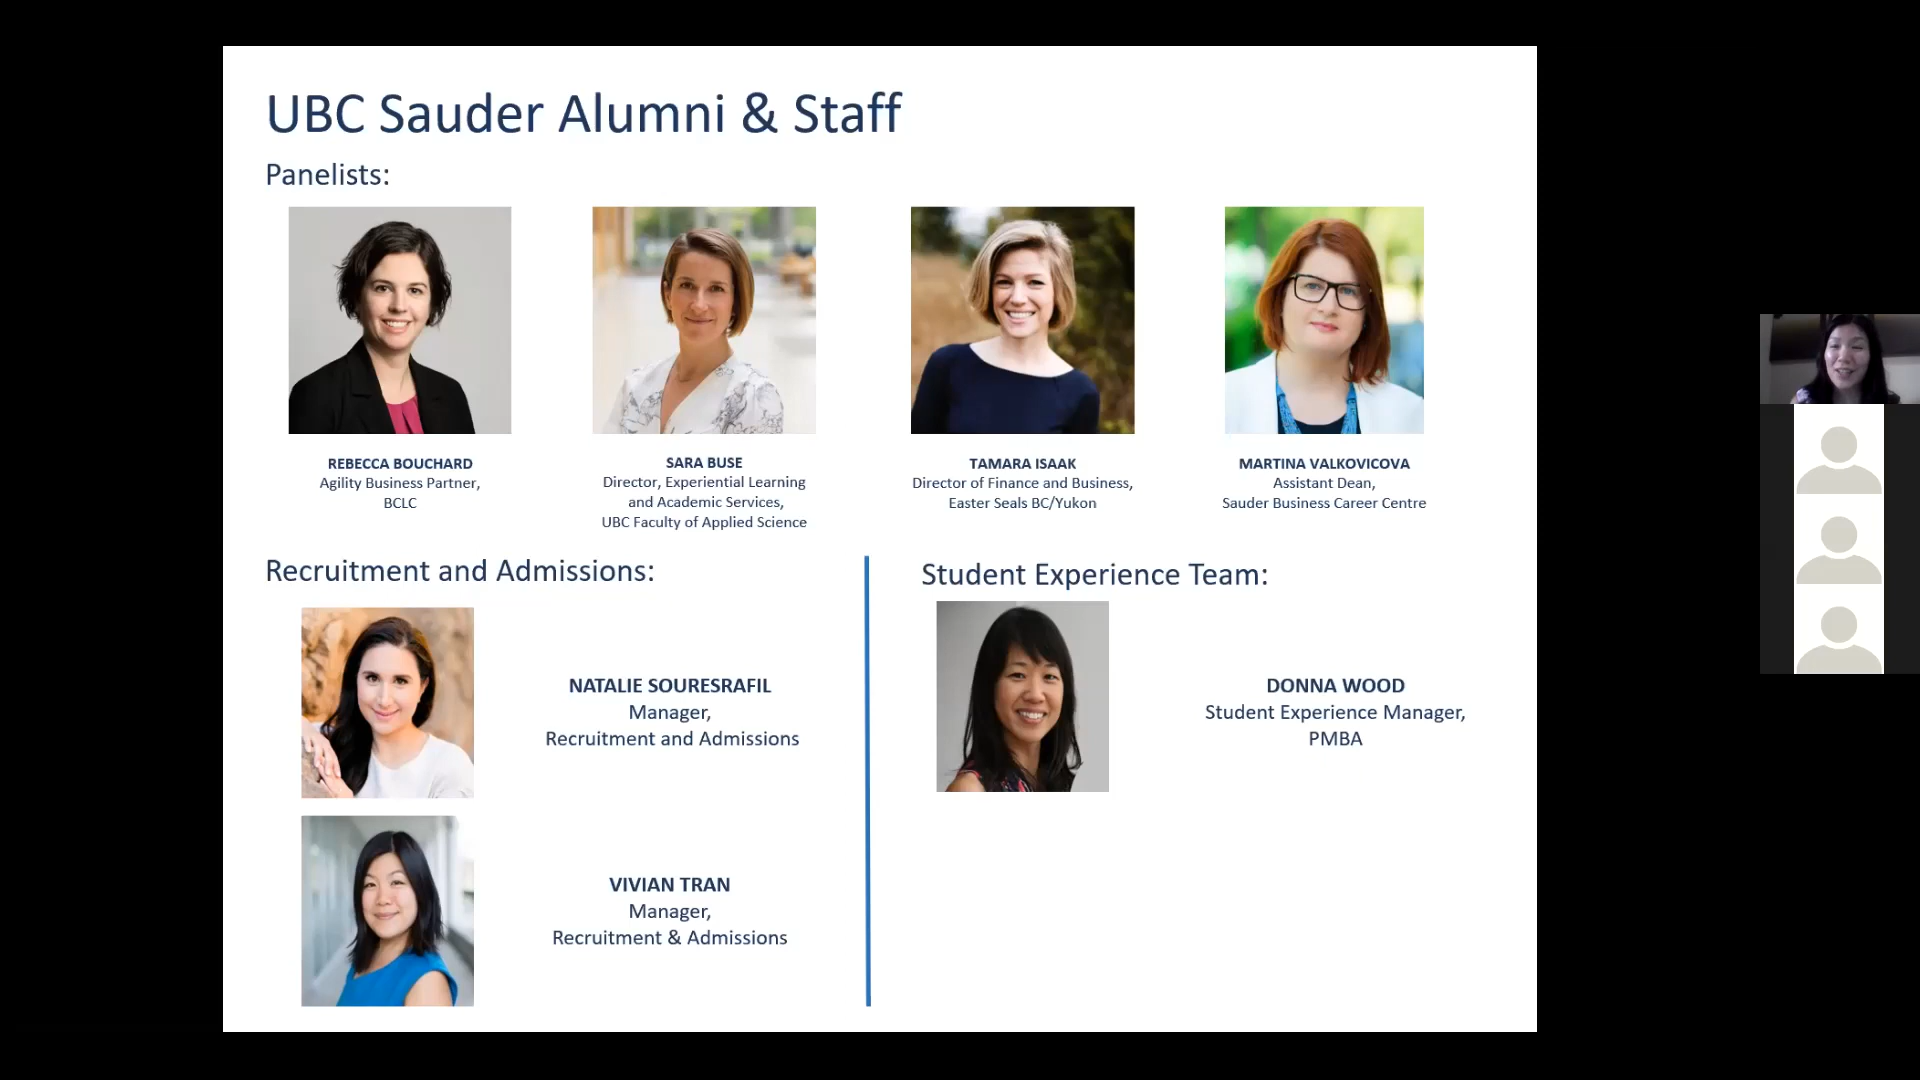 UBC Sauder Alumni & Staff
Panelists:
REBECCA BOUCHARD
Agility Business Partner,
BCLC
SARA BUSE
Director, Experiential Learning
and Academic Services,
UBC Faculty of Applied Science
TAMARA ISAAK
Director of Finance and Business,
Easter Seals BC/Yukon
MARTINA VALKOVICOVA
Assistant Dean,
Sauder Business Career Centre
Recruitment and Admissions:
NATALIE SOURESRAFIL
Manager,
Recruitment and Admissions
VIVIAN TRAN
Manager,
Recruitment & Admissions
Student Experience Team:
DONNA WOOD
Student Experience Manager,
PMBA